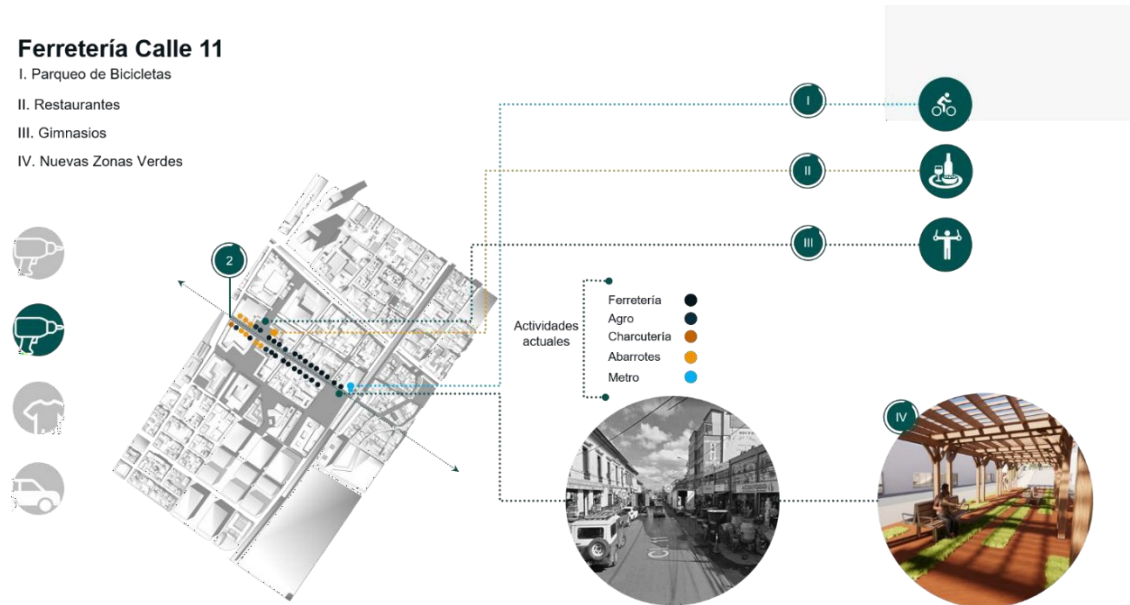 Ferretería Calle 11
I. Parqueo de Bicicletas
II. Restaurantes
III. Gimnasios
IV. Nuevas Zonas Verdes
I
II
III
2
Actividades
actuales
Ferretería
Agro
Charcutería
Abarrotes
Metro
IV